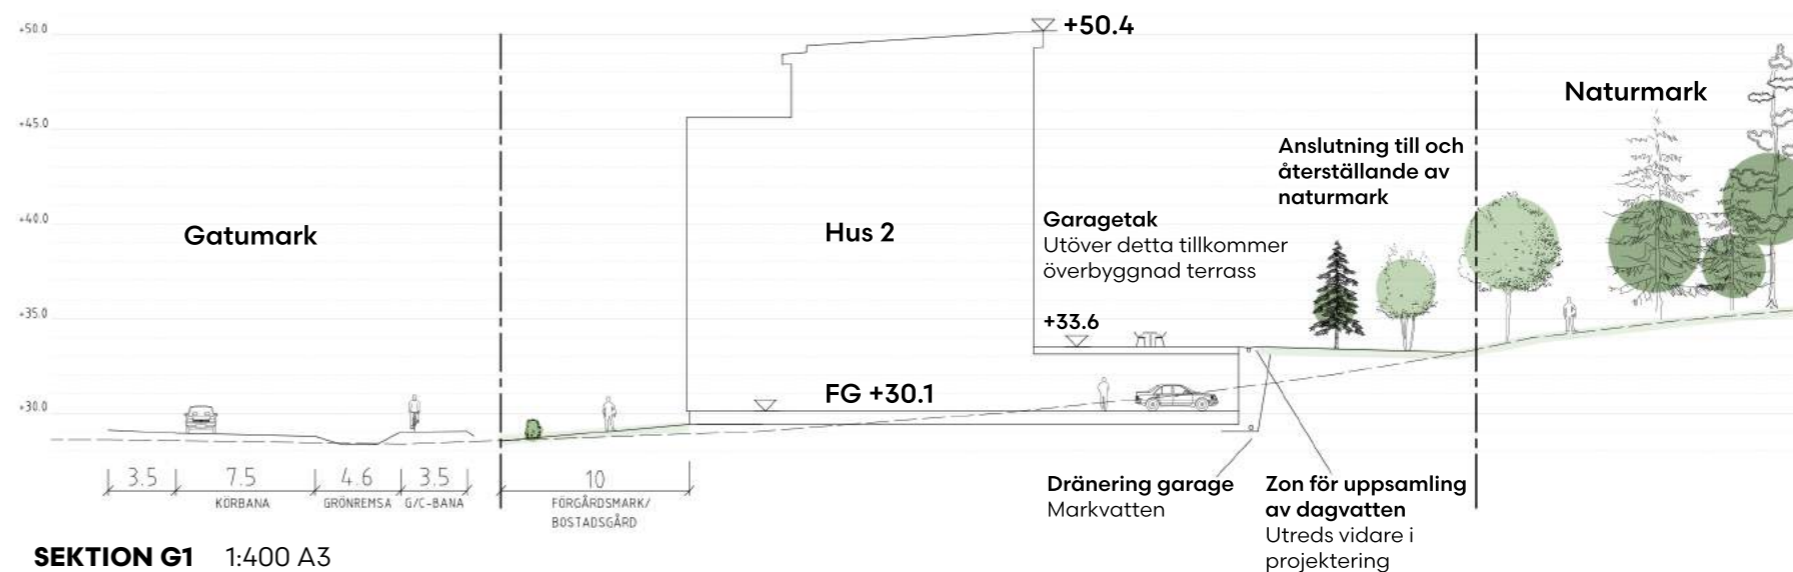 +50.0
+50.4
Naturmark
+45.0
Anslutning till och
återställande av
naturmark
+40.0
Gatumark
Hus 2
Garagetak
Utöver detta tillkommer
överbyggnad terrass
+35.0
+33.6
FG +30.1
+30.0
3.5
7.5
4.6
3.5
10
KÖRBANA
GRÖNREMSA
G/C-BANA
FÖRGÅRDSMARK/
BOSTADSGÅRD
Dränering garage
Markvatten
Zon för uppsamling
av dagvatten
Utreds vidare i
projektering
SEKTION G1 1:400 A3